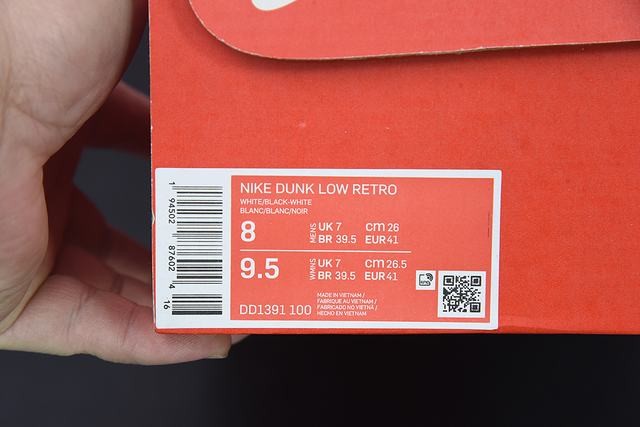 NIKE DUNK LOW RETRO
WHITE/BLACK-WHITE
BLANC/BLANC/NOIR
8 MENS UK 7 cm 26
BR 39.5 EUR 41
9.5 WMNS UK 7 cm 26.5
BR 39.5 EUR 41
DD1391 100
MADE IN VIETNAM /
FABRIQUE AU VIETNAM /
FABRICADO NO VIETNÃ /
HECHO EN VIETNAM
1 94502 87602 4
16